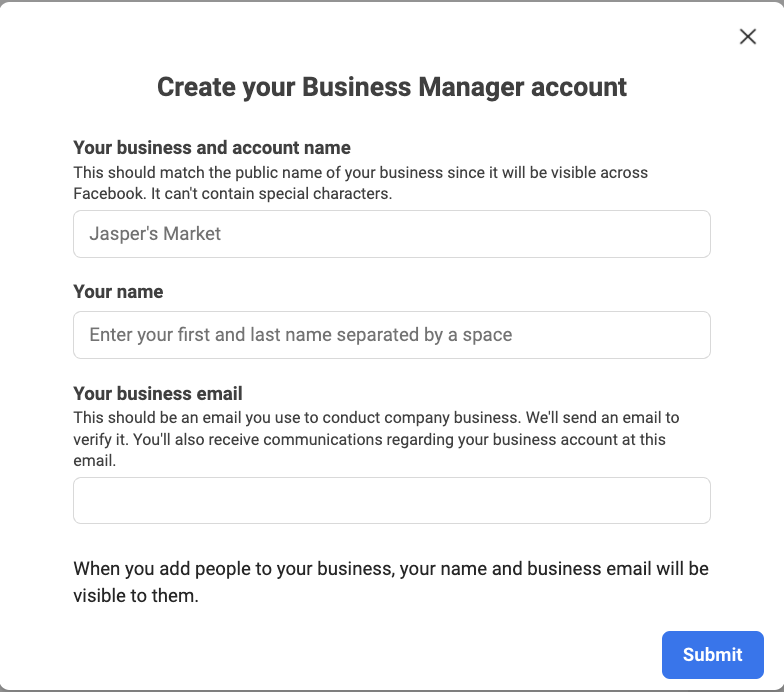 Create your Business Manager account
Your business and account name
This should match the public name of your business since it will be visible across
Facebook. It can't contain special characters.
Jasper's Market
Your name
Enter your first and last name separated by a space
Your business email
This should be an email you use to conduct company business. We'll send an email to
verify it. You'll also receive communications regarding your business account at this
email.
When you add people to your business, your name and business email will be
visible to them.
Submit